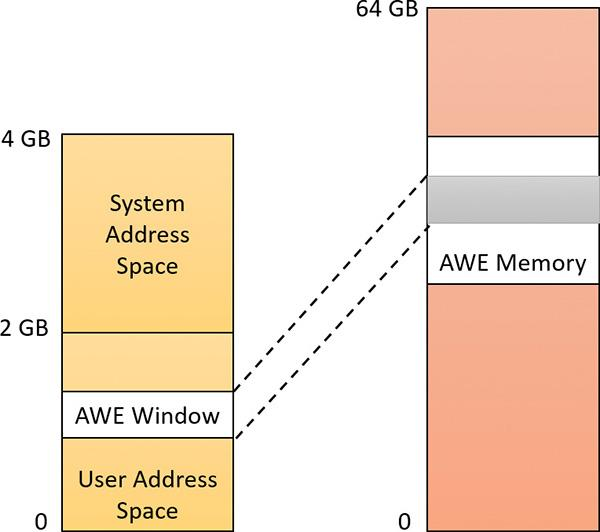 64 GB
4 GB
System
Address
Space
2 GB
AWE Window
User Address
Space
0
AWE Memory
0